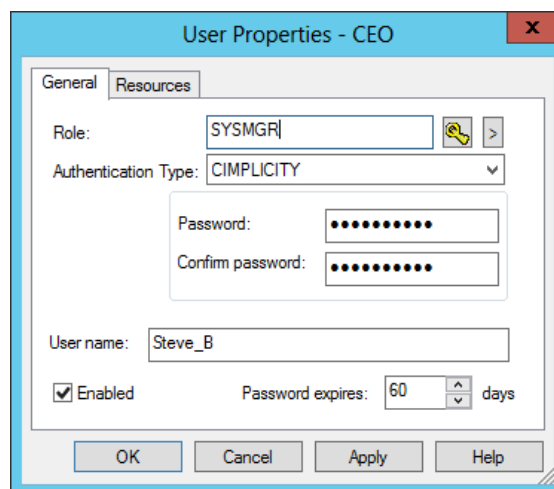 User Properties - CEO
x
General Resources
Role: SYSMGR >
Authentication Type: CIMPLICITY
Password: ●●●●●●●●●●
Confirm password: ●●●●●●●●●●
User name: Steve_B
Enabled Password expires: 60 days
OK Cancel Apply Help